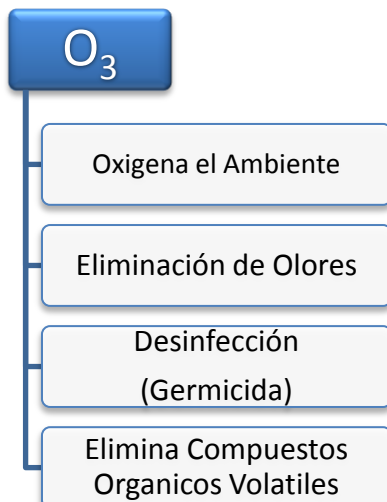 O₃
Oxigena el Ambiente
Eliminación de Olores
Desinfección
(Germicida)
Elimina Compuestos
Organicos Volatiles